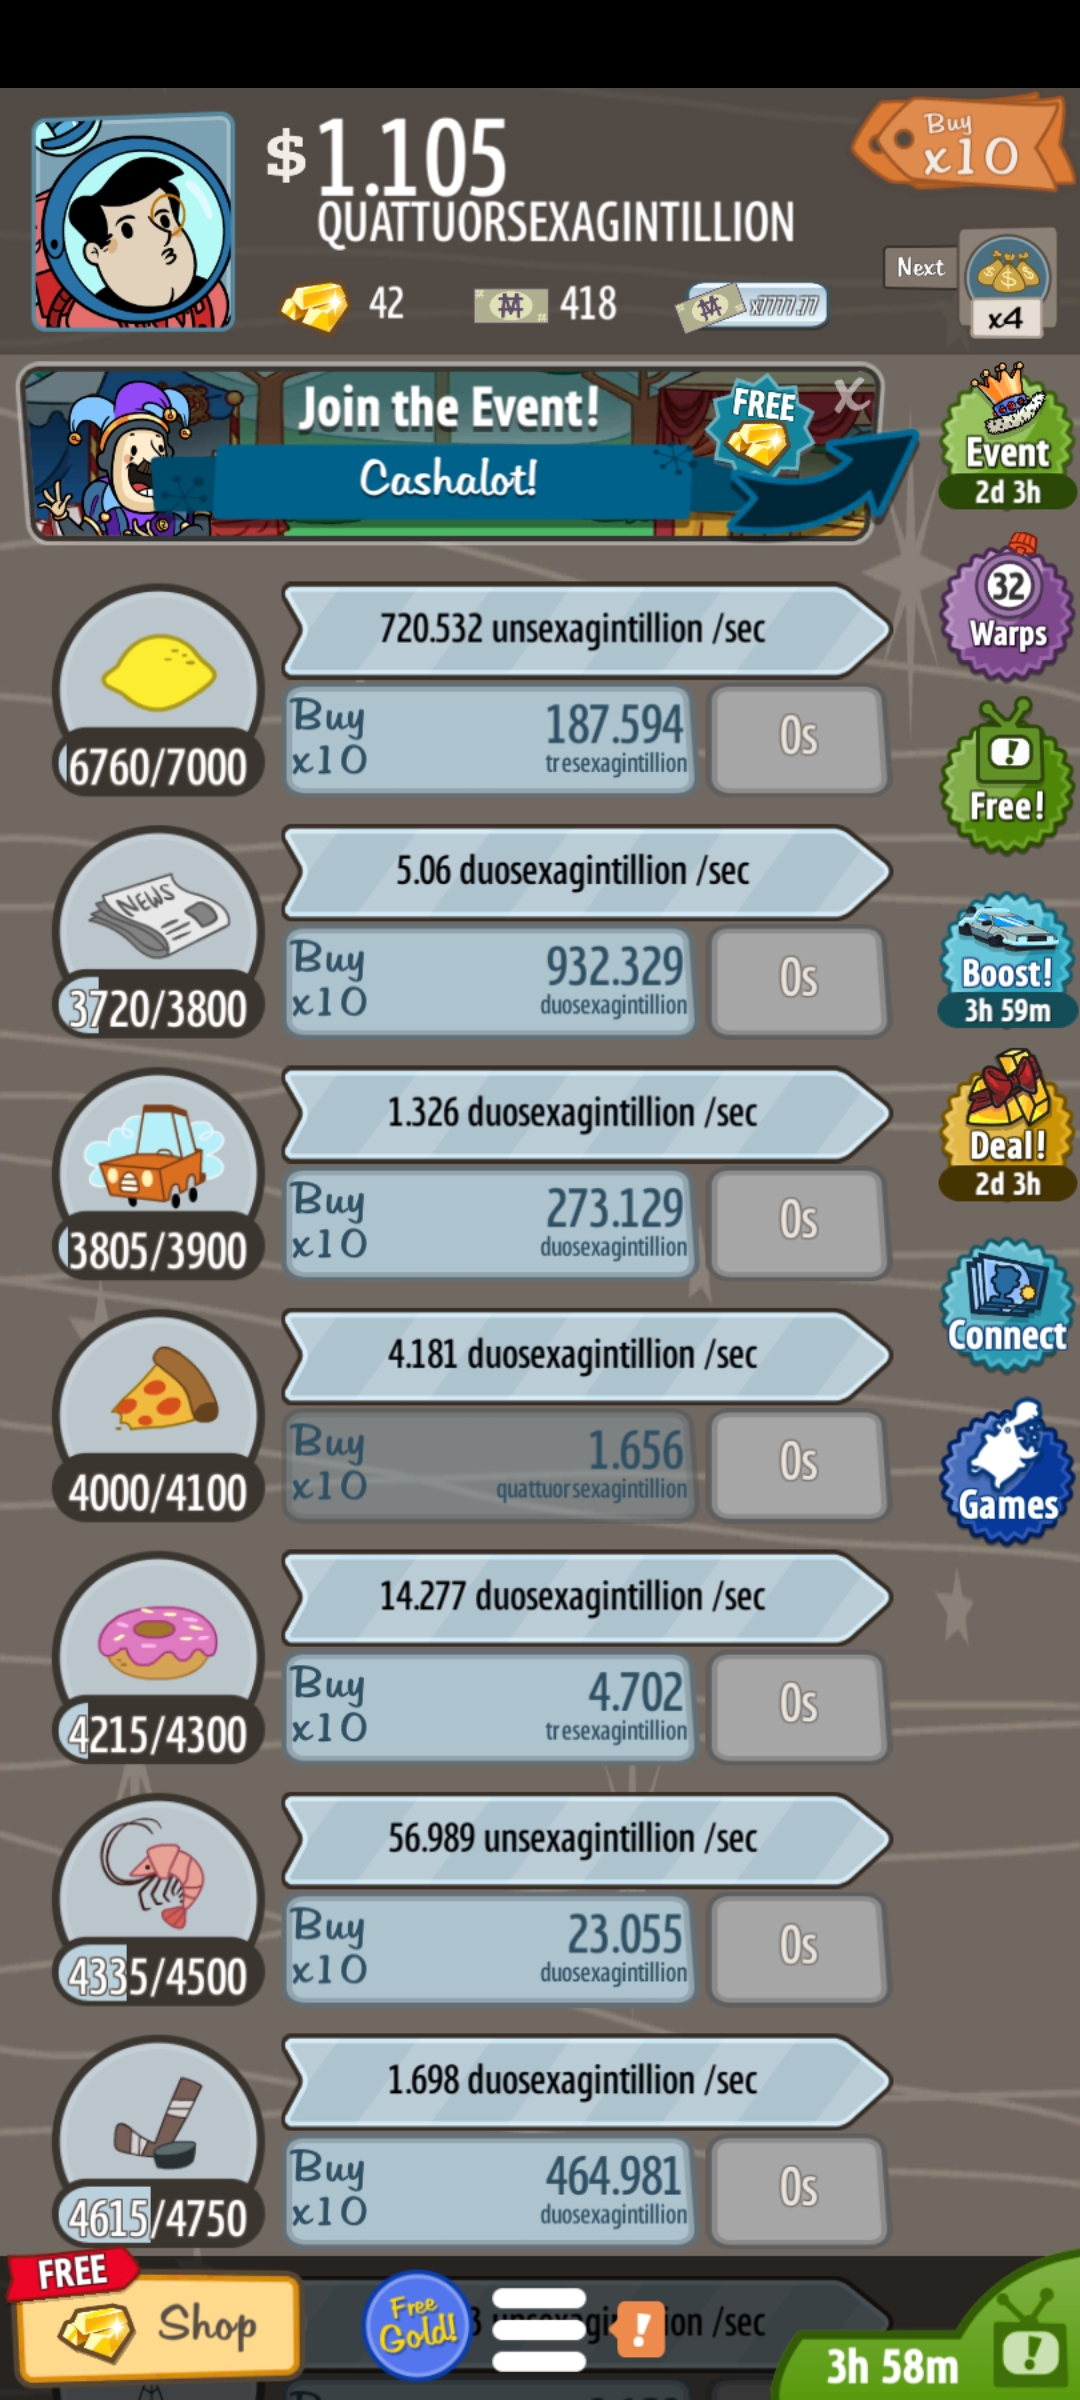 $1.105
QUATTUORSEXAGINTILLION
Buy
x10
42
418
x7777.77
Next
x4
Join the Event!
Cashalot!
FREE
X
Event
2d 3h
32
Warps
Free!
Boost!
3h 59m
Deal!
2d 3h
Connect
Games
720.532 unsexagintillion /sec
6760/7000
Buy
x10
187.594
tresexagintillion
0s
NEWS
5.06 duosexagintillion /sec
3720/3800
Buy
x10
932.329
duosexagintillion
0s
1.326 duosexagintillion /sec
3805/3900
Buy
x10
273.129
duosexagintillion
0s
4.181 duosexagintillion /sec
4000/4100
Buy
x10
1.656
quattuorsexagintillion
0s
14.277 duosexagintillion /sec
4215/4300
Buy
x10
4.702
tresexagintillion
0s
56.989 unsexagintillion /sec
4335/4500
Buy
x10
23.055
duosexagintillion
0s
1.698 duosexagintillion /sec
4615/4750
Buy
x10
464.981
duosexagintillion
0s
FREE
Shop
Free
Gold!
/sec
!
3h 58m
!